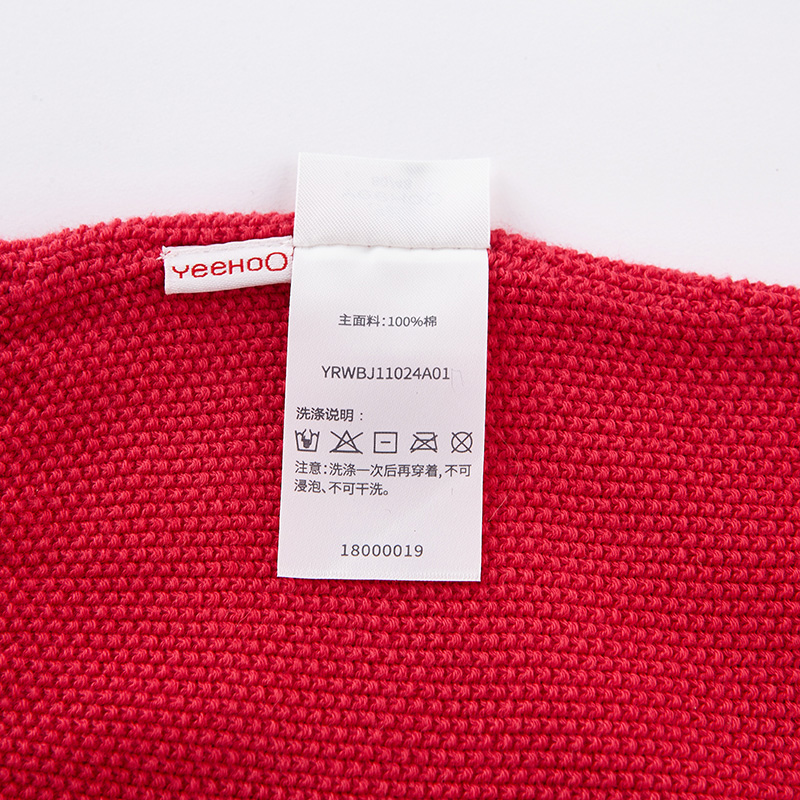 YeeHoO
主面料:100%棉
YRWBJ11024A01
洗涤说明:
注意:洗涤一次后再穿着,不可
浸泡、不可干洗。
18000019